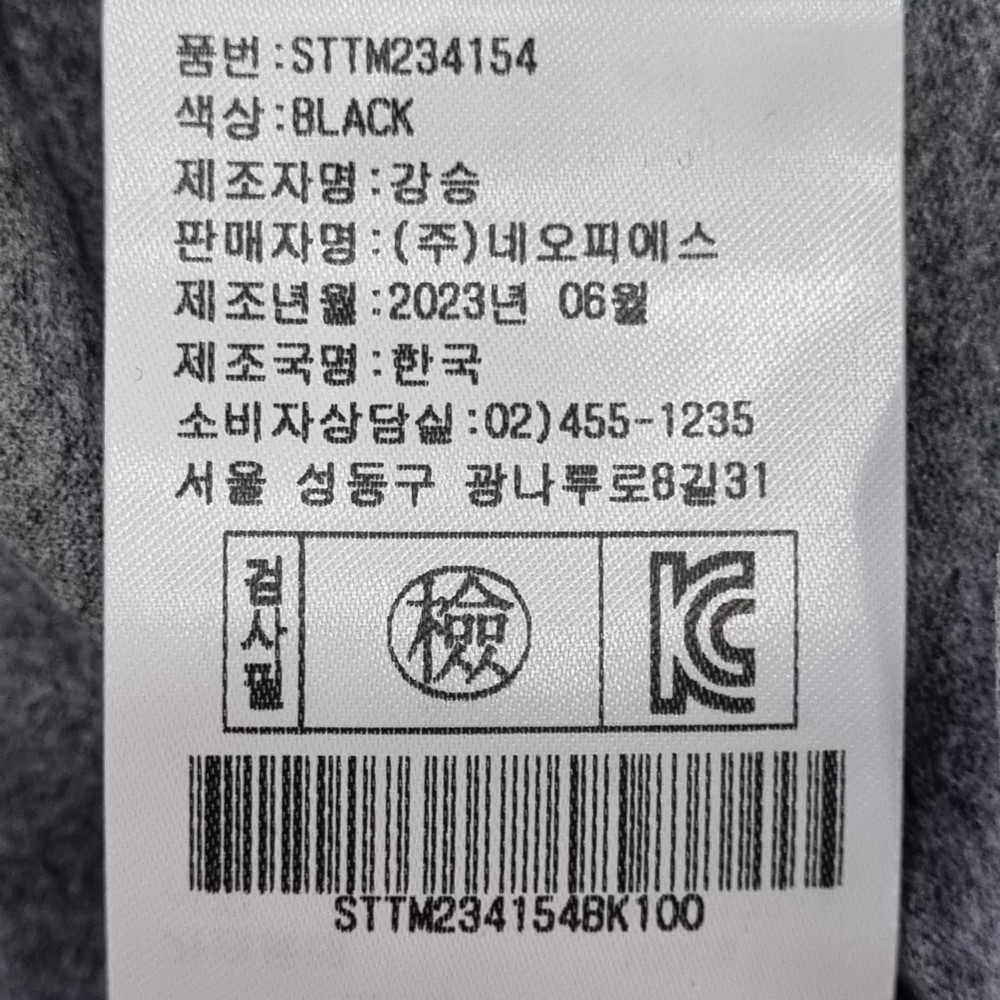 품번:STTM234154
색상:BLACK
제조자명:강승
판매자명:(주)네오피에스
제조년월:2023년 06월
제조국명:한국
소비자상담실:02)455-1235
서울 성동구 광나루로8길31
검사필
檢
KC
STTM234154BK100